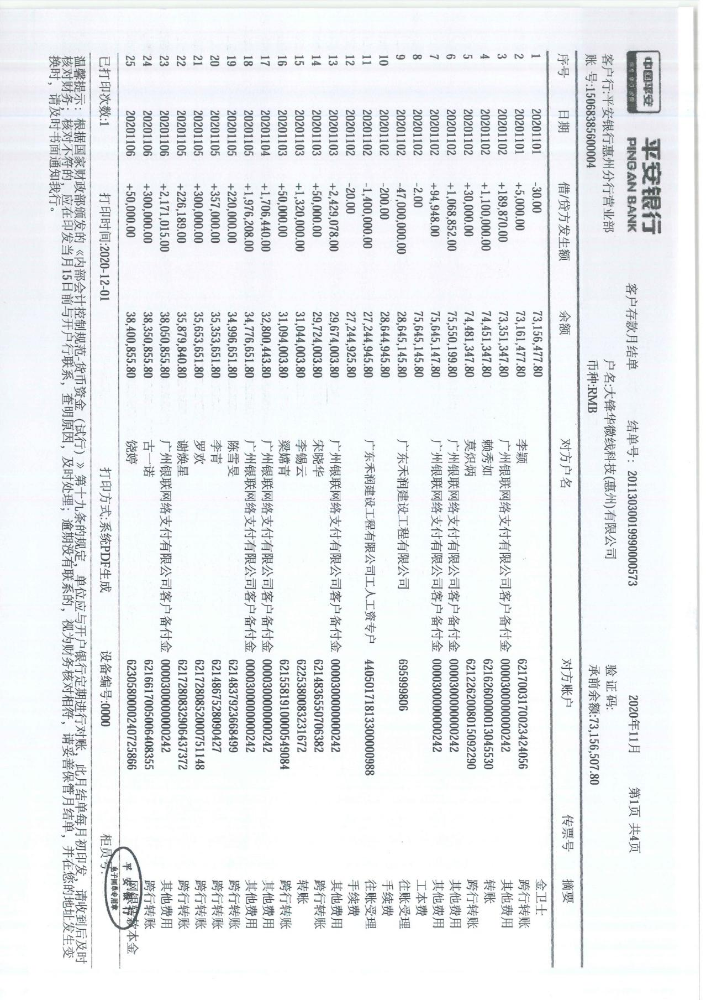 中国平安 平安银行
PINGAN BANK
客户存款月结单 结单号：20113030019990000573 2020年11月 第1页 共4页
客户行:平安银行惠州分行营业部 户名:大锋华微线科技(惠州)有限公司 验 证 码:
账 号:15068385600004 币种:RMB 承前余额:73,156,507.80
序号 日期 借/贷方发生额 余额 对方户名 对方账户 传票号 摘要
1 20201101 -30.00 73,156,477.80 金卫士
2 20201101 +5,000.00 73,161,477.80 李颖 6217003170023424056 跨行转账
3 20201102 +189,870.00 73,351,347.80 广州银联网络支付有限公司客户备付金 0000300000000242 其他费用
4 20201102 +1,100,000.00 74,451,347.80 赖秀如 6216260000013045530 转账
5 20201102 +30,000.00 74,481,347.80 莫炽炳 6212262008015092290 跨行转账
6 20201102 +1,068,852.00 75,550,199.80 广州银联网络支付有限公司客户备付金 0000300000000242 其他费用
7 20201102 +94,948.00 75,645,147.80 广州银联网络支付有限公司客户备付金 0000300000000242 其他费用
8 20201102 -2.00 75,645,145.80 工本费
9 20201102 -47,000,000.00 28,645,145.80 广东禾润建设工程有限公司 695999806 往账受理
10 20201102 -200.00 28,644,945.80 手续费
11 20201103 -1,400,000.00 27,244,945.80 广东禾润建设工程有限公司工人工资专户 44050171813300000988 往账受理
12 20201103 -20.00 27,244,925.80 手续费
13 20201103 +2,429,078.00 29,674,003.80 广州银联网络支付有限公司客户备付金 0000300000000242 其他费用
14 20201103 +50,000.00 29,724,003.80 宋晓华 6214836550706382 跨行转账
15 20201103 +1,320,000.00 31,044,003.80 李锡云 6225380083231672 转账
16 20201103 +50,000.00 31,094,003.80 梁嫦青 6215581910000549084 跨行转账
17 20201104 +1,706,440.00 32,800,443.80 广州银联网络支付有限公司客户备付金 0000300000000242 其他费用
18 20201105 +1,976,208.00 34,776,651.80 广州银联网络支付有限公司客户备付金 0000300000000242 其他费用
19 20201105 +220,000.00 34,996,651.80 陈雪旻 6214837923668499 跨行转账
20 20201105 +357,000.00 35,353,651.80 李青 6214867528090427 跨行转账
21 20201105 +300,000.00 35,653,651.80 罗欢 6217280852000751148 跨行转账
22 20201105 +226,189.00 35,879,840.80 谢焕星 6217280832906437372 跨行转账
23 20201106 +2,171,015.00 38,050,855.80 广州银联网络支付有限公司客户备付金 0000300000000242 其他费用
24 20201106 +300,000.00 38,350,855.80 古一诺 6216617005006408355 跨行转账
25 20201106 +50,000.00 38,400,855.80 饶婷 6230580000240725866 网银转款本金
已打印次数:1 打印时间:2020-12-01 打印方式:系统PDF生成 设备编号:0000 柜员号:
平安银行
电子回单专用章
温馨提示：根据国家财政部颁发的《内部会计控制规范-货币资金（试行）》第十九条的规定，单位应与开户银行定期进行对账，此月结单每月初印发，请收到后及时
核对财务；核对不符的，应在印发当月15日前与开户行联系，查明原因，及时处理；逾期没有联系的，视为财务核对相符，请妥善保管月结单，并在您的地址发生变
换时，请及时书面通知我行。